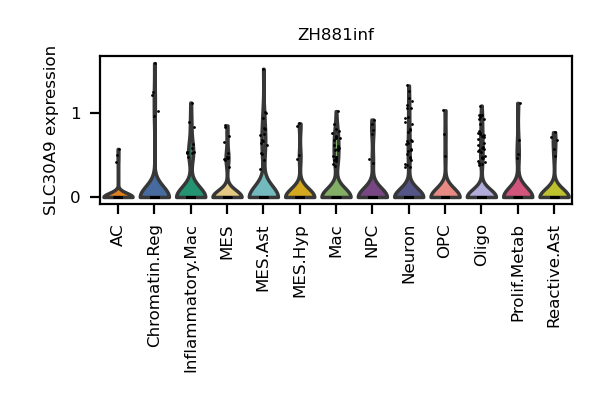 ZH881inf
SLC30A9 expression
1
0
AC
Chromatin.Reg
Inflammatory.Mac
MES
MES.Ast
MES.Hyp
Mac
NPC
Neuron
OPC
Oligo
Prolif.Metab
Reactive.Ast